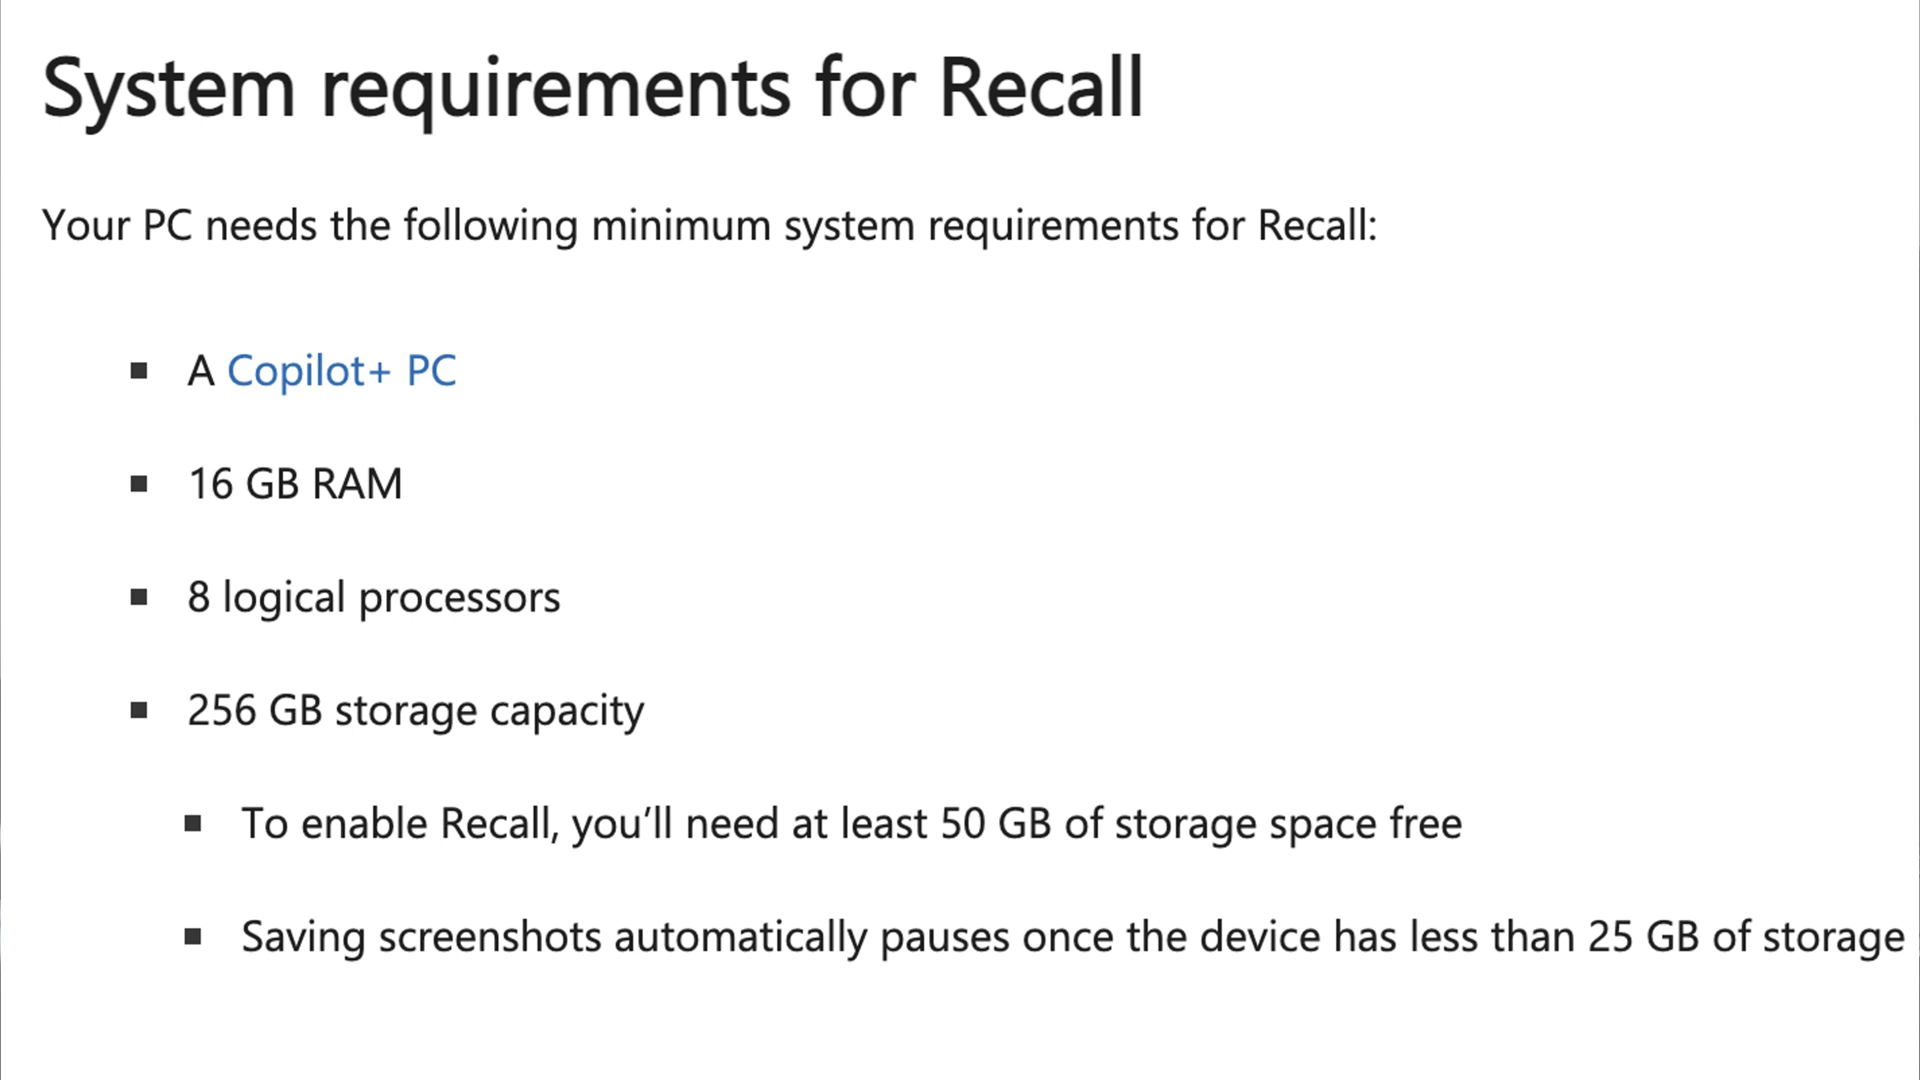 System requirements for Recall
Your PC needs the following minimum system requirements for Recall:
A Copilot+ PC
16 GB RAM
8 logical processors
256 GB storage capacity
To enable Recall, you’ll need at least 50 GB of storage space free
Saving screenshots automatically pauses once the device has less than 25 GB of storage